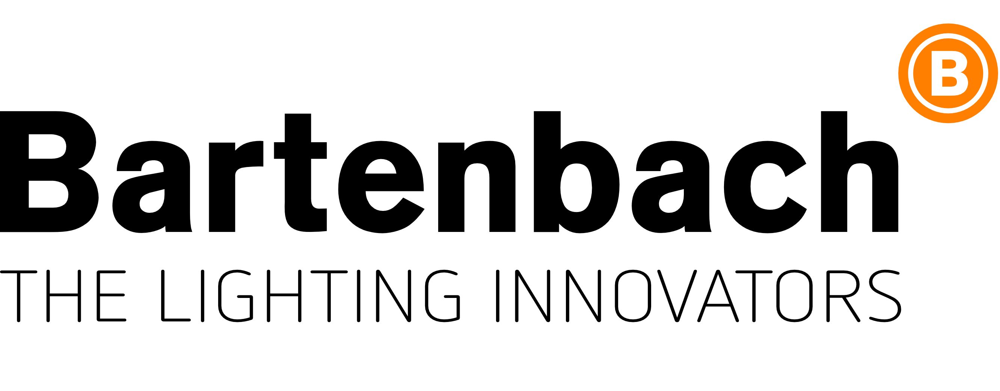 B
Bartenbach
THE LIGHTING INNOVATORS